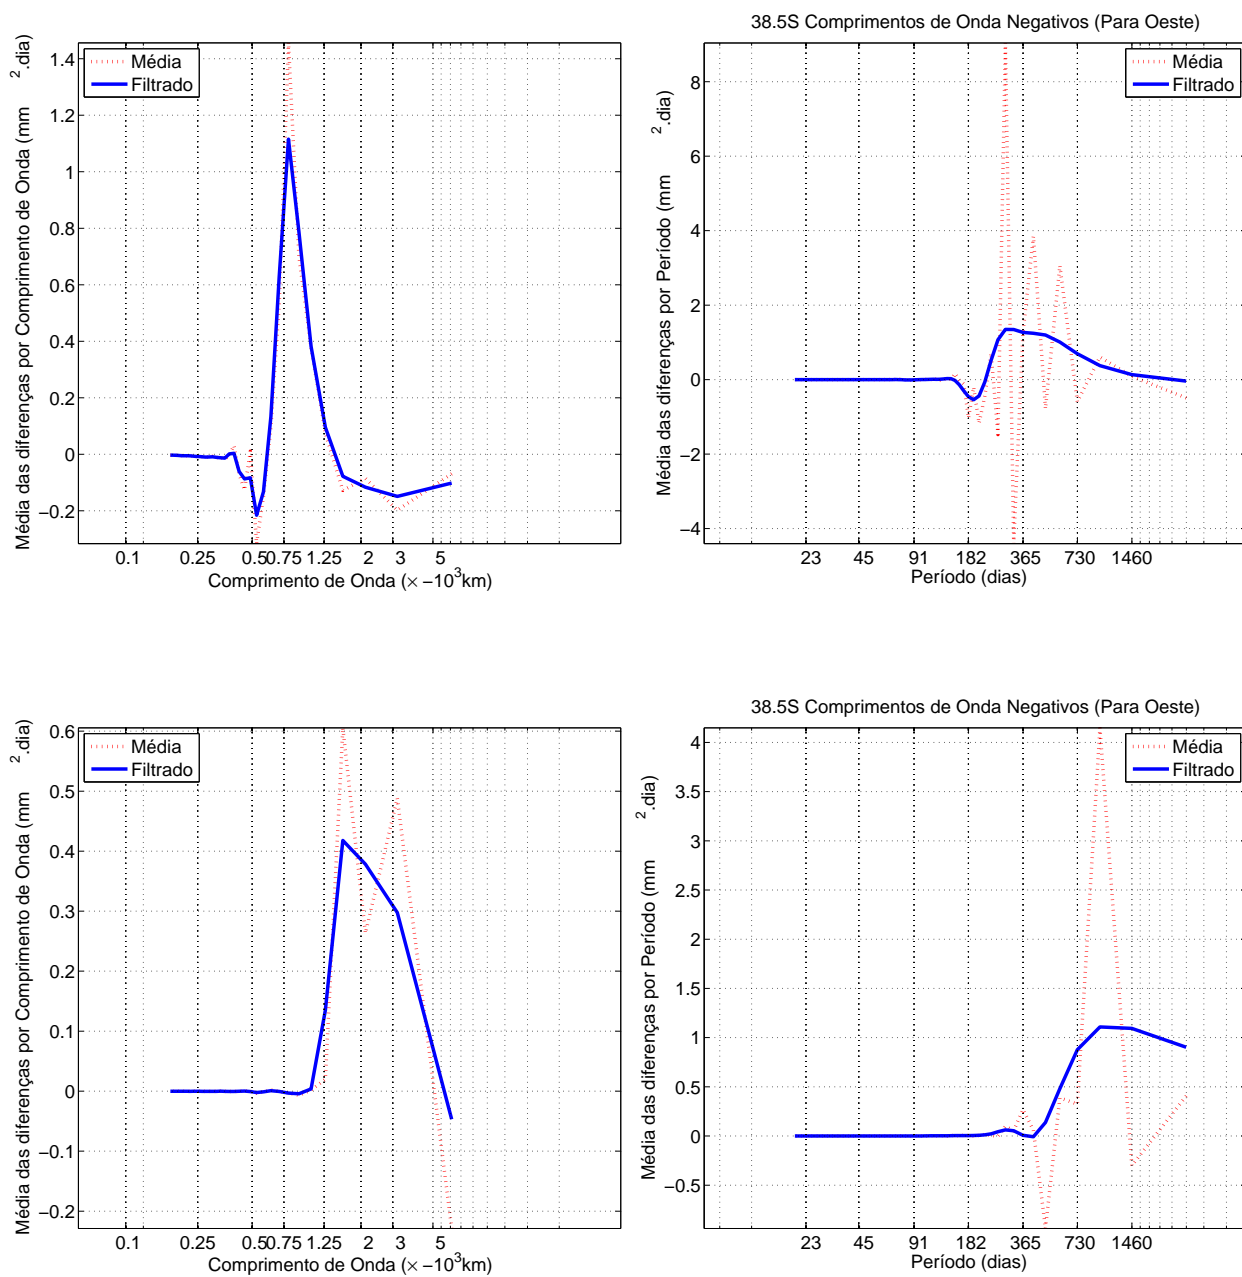 1.4
1.2
1
0.8
0.6
0.4
0.2
0
−0.2
Média das diferenças por Comprimento de Onda (mm 2.dia)
Média
Filtrado
0.1 0.25 0.5 0.75 1.25 2 3 5
Comprimento de Onda (× −10³km)
38.5S Comprimentos de Onda Negativos (Para Oeste)
8
6
4
2
0
−2
−4
Média das diferenças por Período (mm 2.dia)
Média
Filtrado
23 45 91 182 365 730 1460
Período (dias)
0.6
0.5
0.4
0.3
0.2
0.1
0
−0.1
−0.2
Média das diferenças por Comprimento de Onda (mm 2.dia)
Média
Filtrado
0.1 0.25 0.5 0.75 1.25 2 3 5
Comprimento de Onda (× −10³km)
38.5S Comprimentos de Onda Negativos (Para Oeste)
4
3.5
3
2.5
2
1.5
1
0.5
0
−0.5
Média das diferenças por Período (mm 2.dia)
Média
Filtrado
23 45 91 182 365 730 1460
Período (dias)